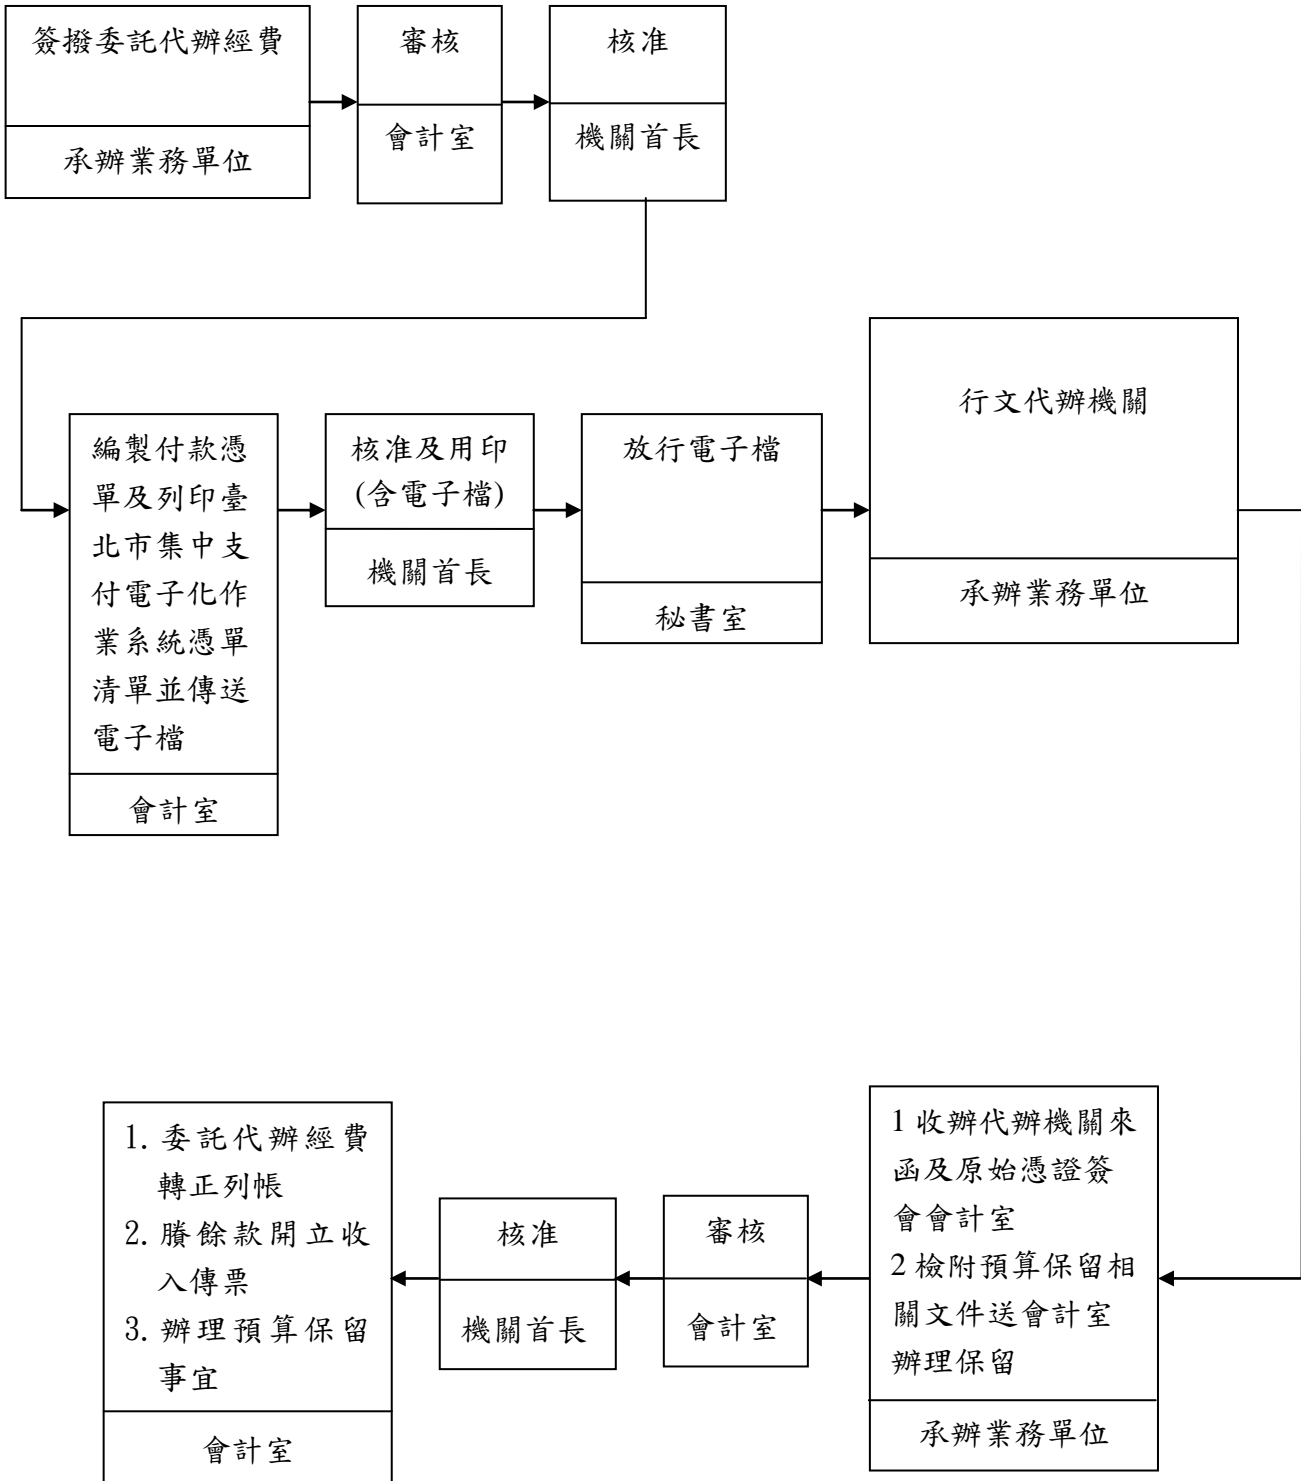 簽撥委託代辦經費
承辦業務單位
審核
會計室
核准
機關首長
編製付款憑
單及列印臺
北市集中支
付電子化作
業系統憑單
清單並傳送
電子檔
會計室
核准及用印
(含電子檔)
機關首長
放行電子檔
秘書室
行文代辦機關
承辦業務單位
1收辦代辦機關來
函及原始憑證簽
會會計室
2檢附預算保留相
關文件送會計室
辦理保留
承辦業務單位
審核
會計室
核准
機關首長
1. 委託代辦經費
轉正列帳
2. 賸餘款開立收
入傳票
3. 辦理預算保留
事宜
會計室